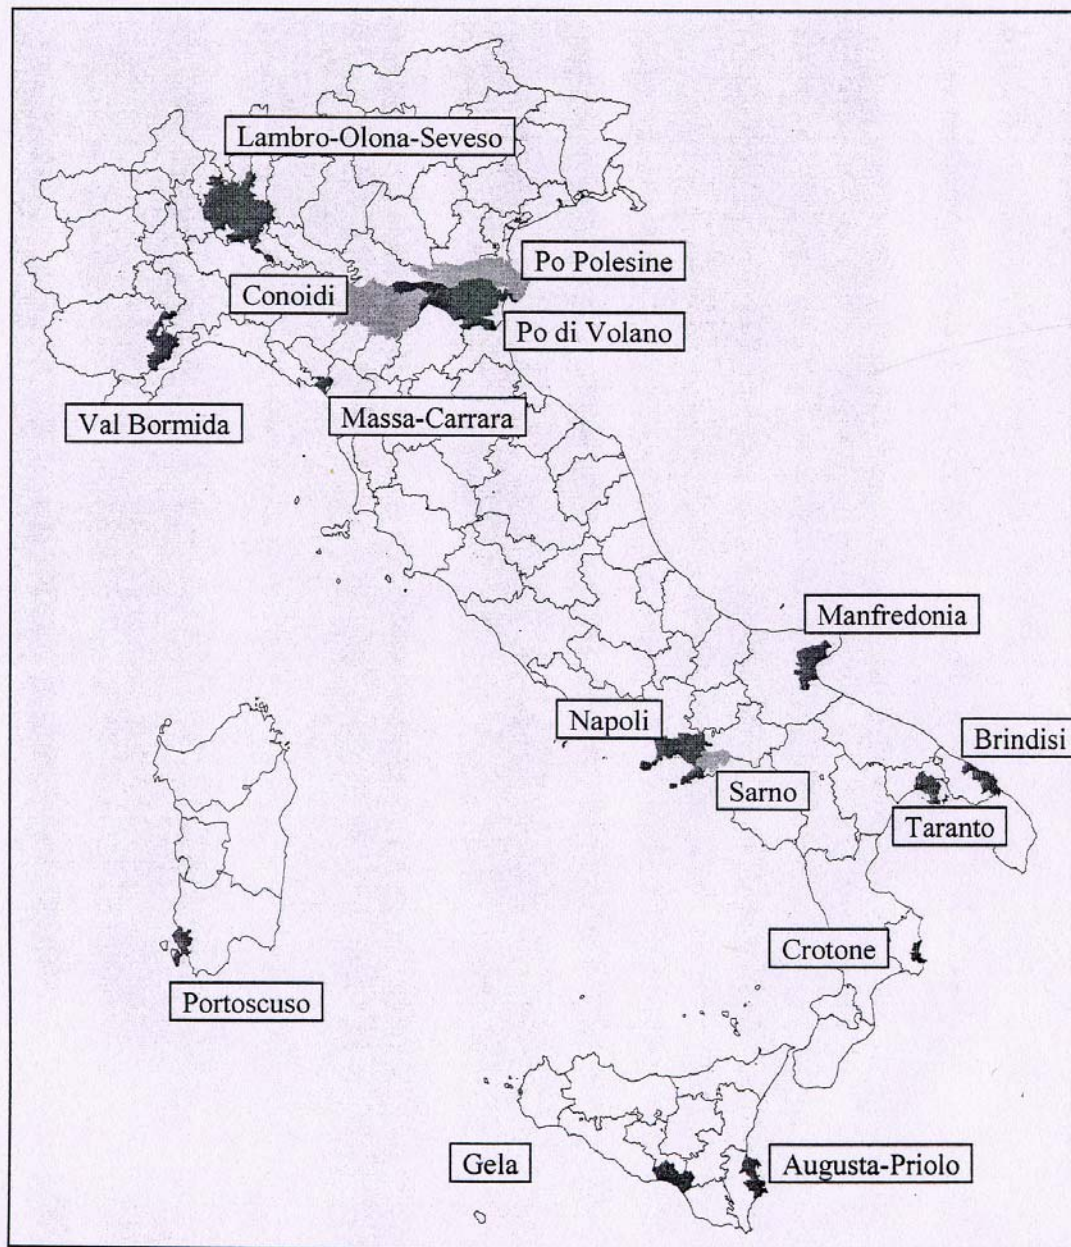 Lambro-Olona-Seveso
Po Polesine
Conoidi
Po di Volano
Val Bormida
Massa-Carrara
Manfredonia
Napoli
Brindisi
Sarno
Taranto
Crotone
Portoscuso
Gela
Augusta-Priolo